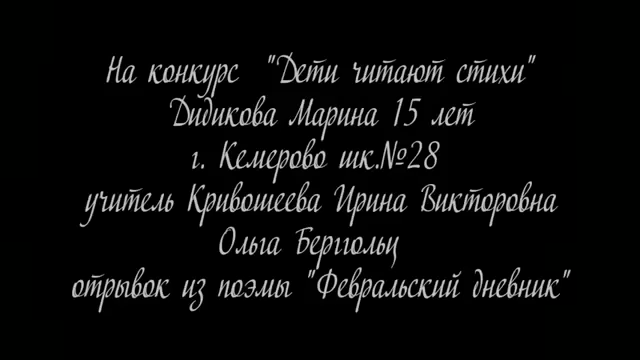 На конкурс "Дети читают стихи"
Дидикова Марина 15 лет
г. Кемерово шк.№28
учитель Кривошеева Ирина Викторовна
Ольга Берггольц
отрывок из поэмы "Февральский дневник"